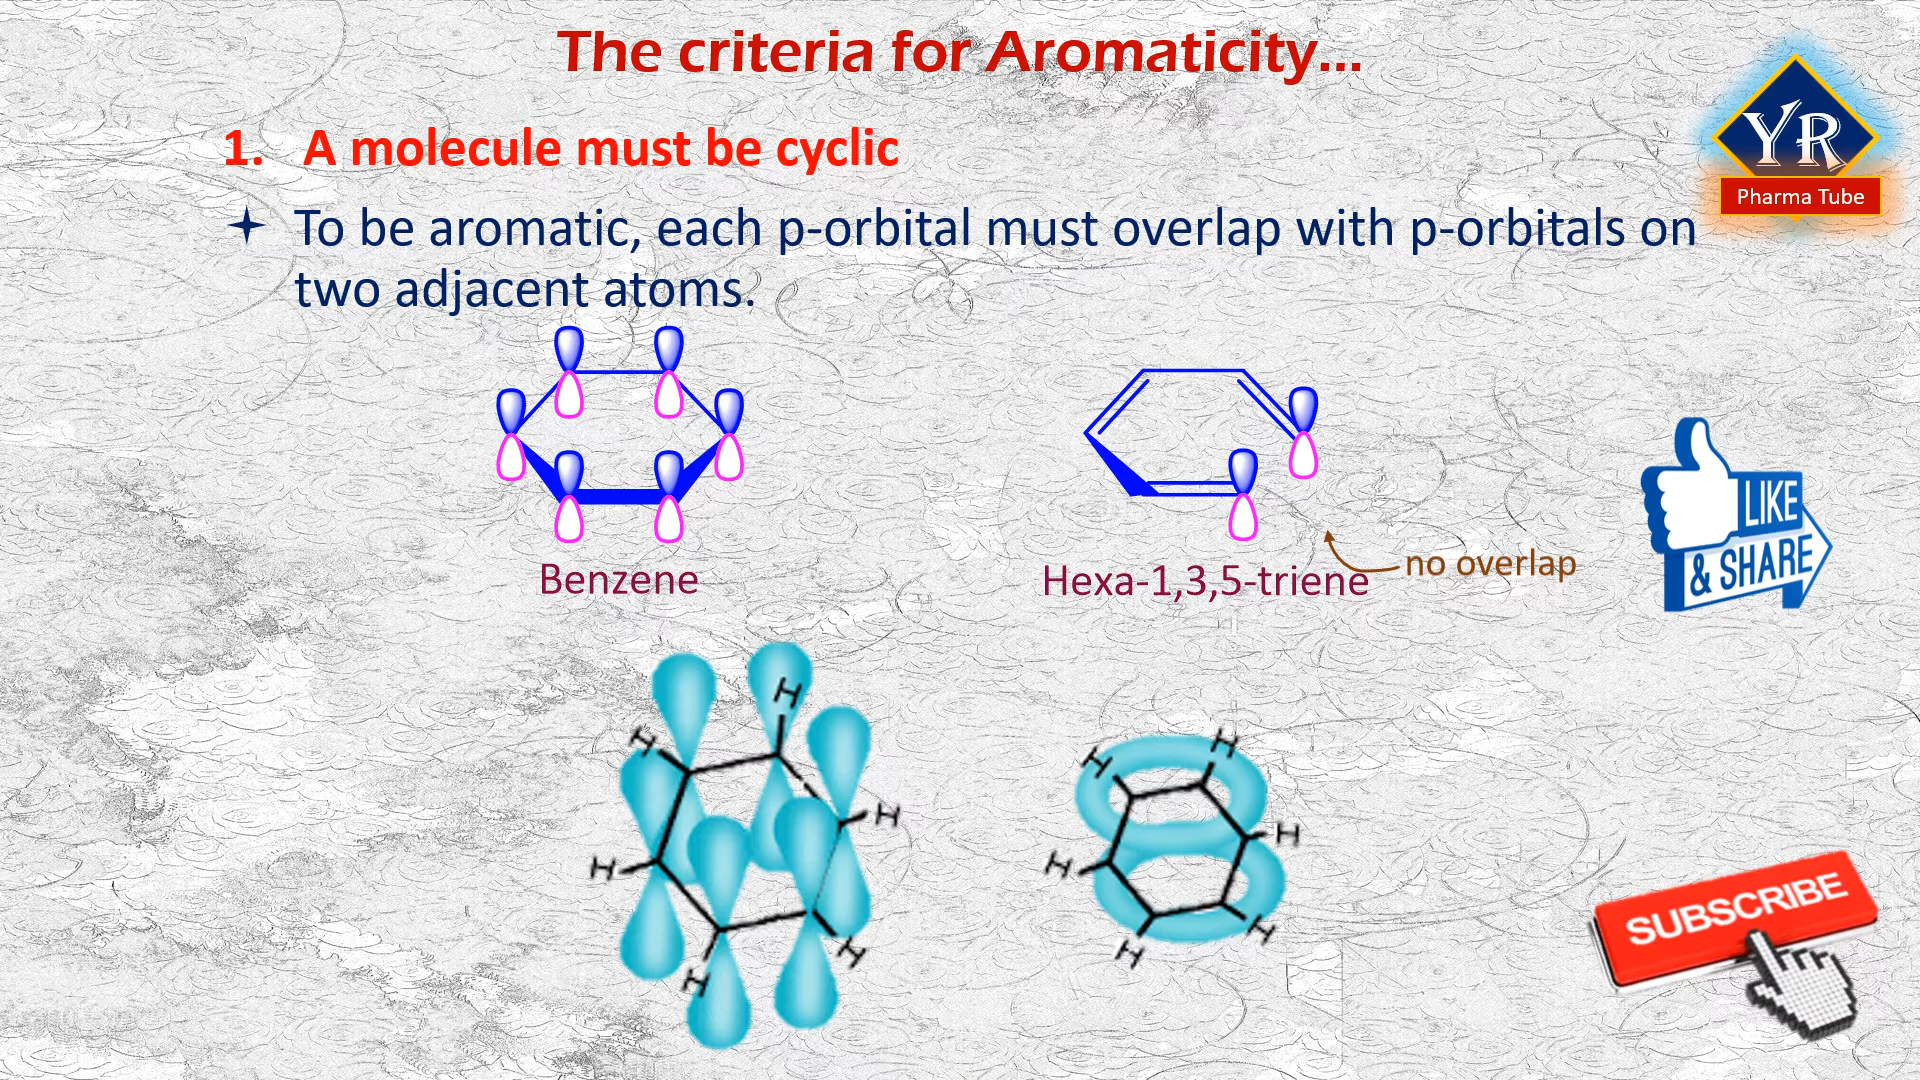 The criteria for Aromaticity...
YR
Pharma Tube
1. A molecule must be cyclic
To be aromatic, each p-orbital must overlap with p-orbitals on
two adjacent atoms.
Benzene
Hexa-1,3,5-triene
no overlap
LIKE
& SHARE
H
H
H
H
H
H
H
H
H
H
H
H
SUBSCRIBE